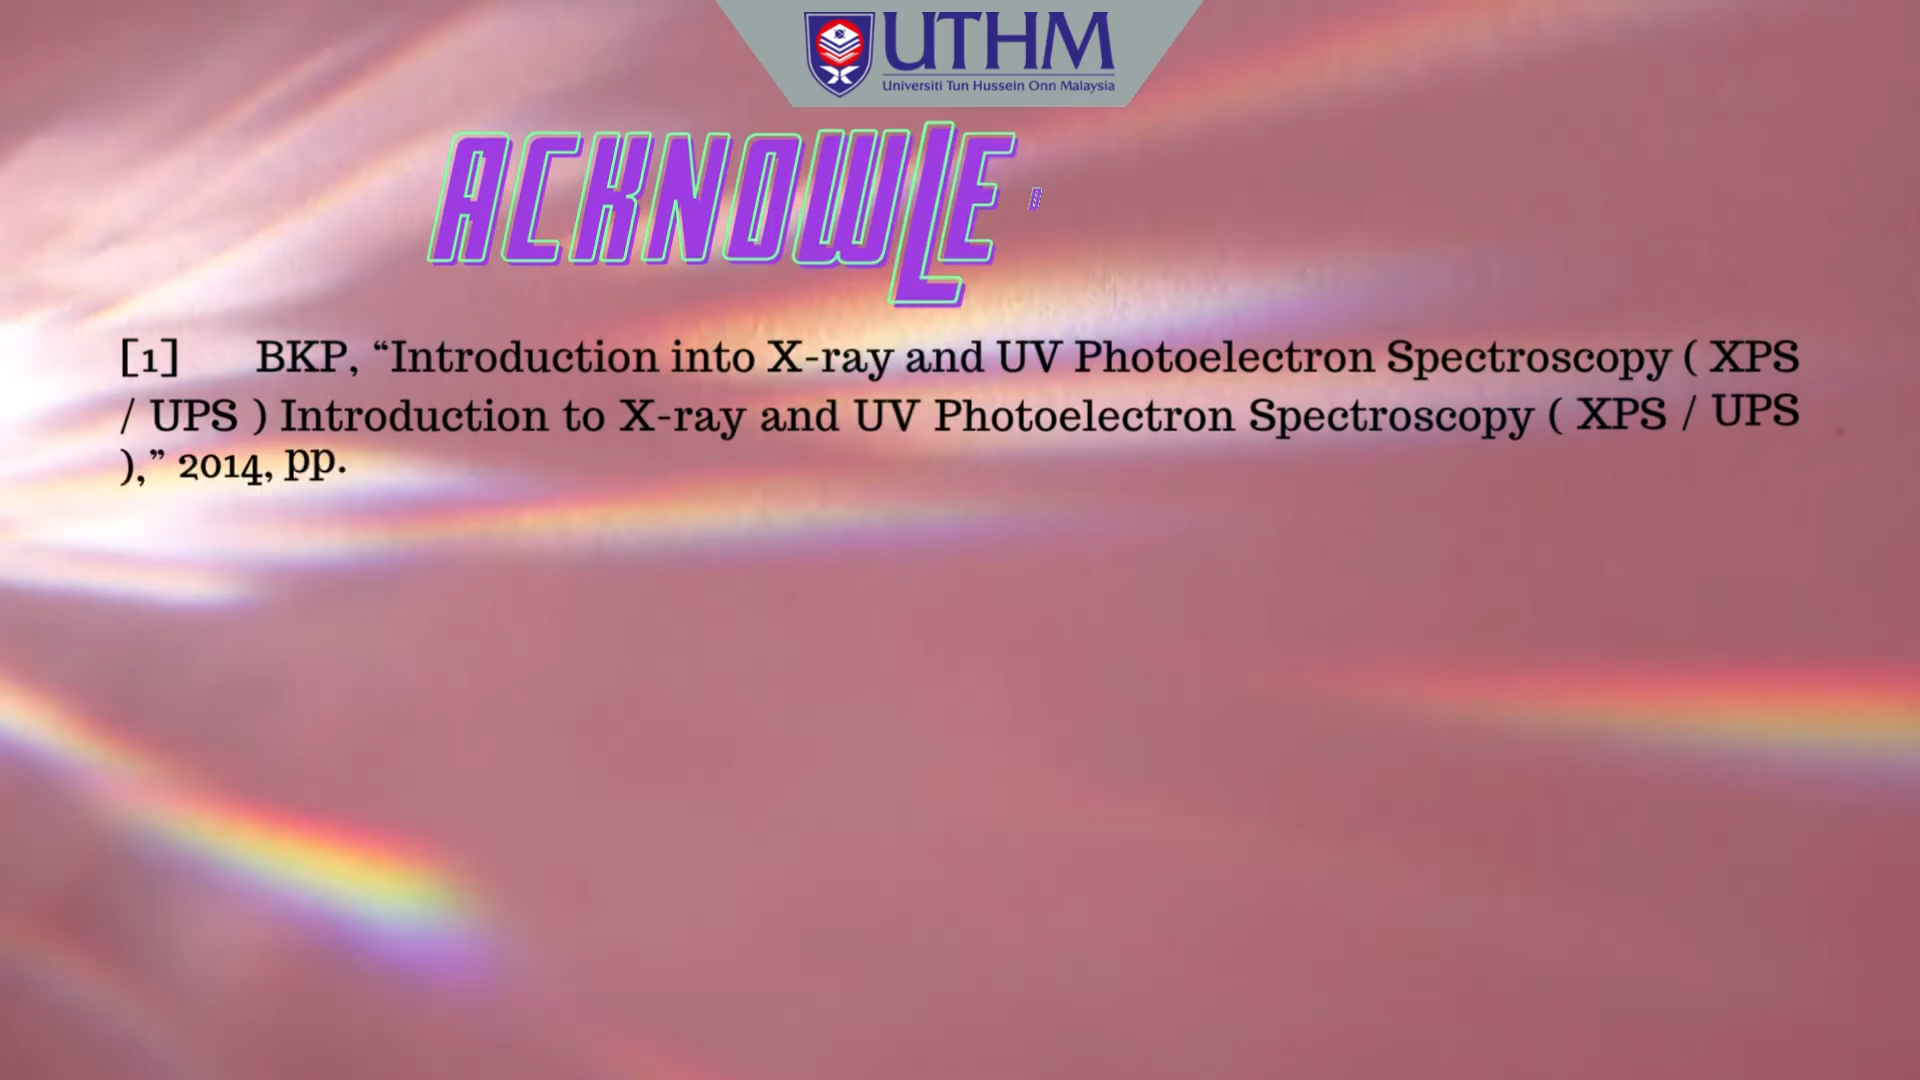 UTHM
Universiti Tun Hussein Onn Malaysia
ACKNOWLE
[1] BKP, “Introduction into X-ray and UV Photoelectron Spectroscopy ( XPS
/ UPS ) Introduction to X-ray and UV Photoelectron Spectroscopy ( XPS / UPS
),” 2014, pp.